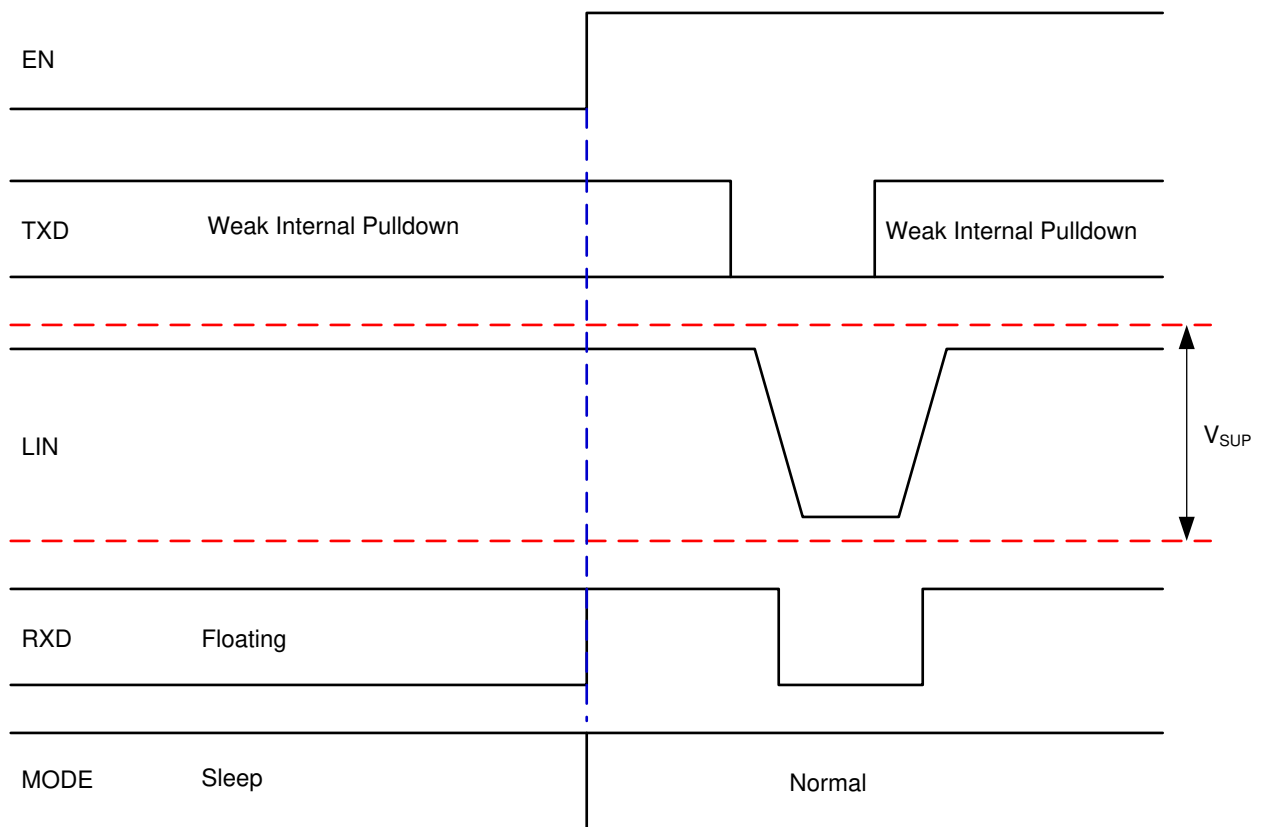 EN
TXD
Weak Internal Pulldown
Weak Internal Pulldown
LIN
VSUP
RXD
Floating
MODE
Sleep
Normal